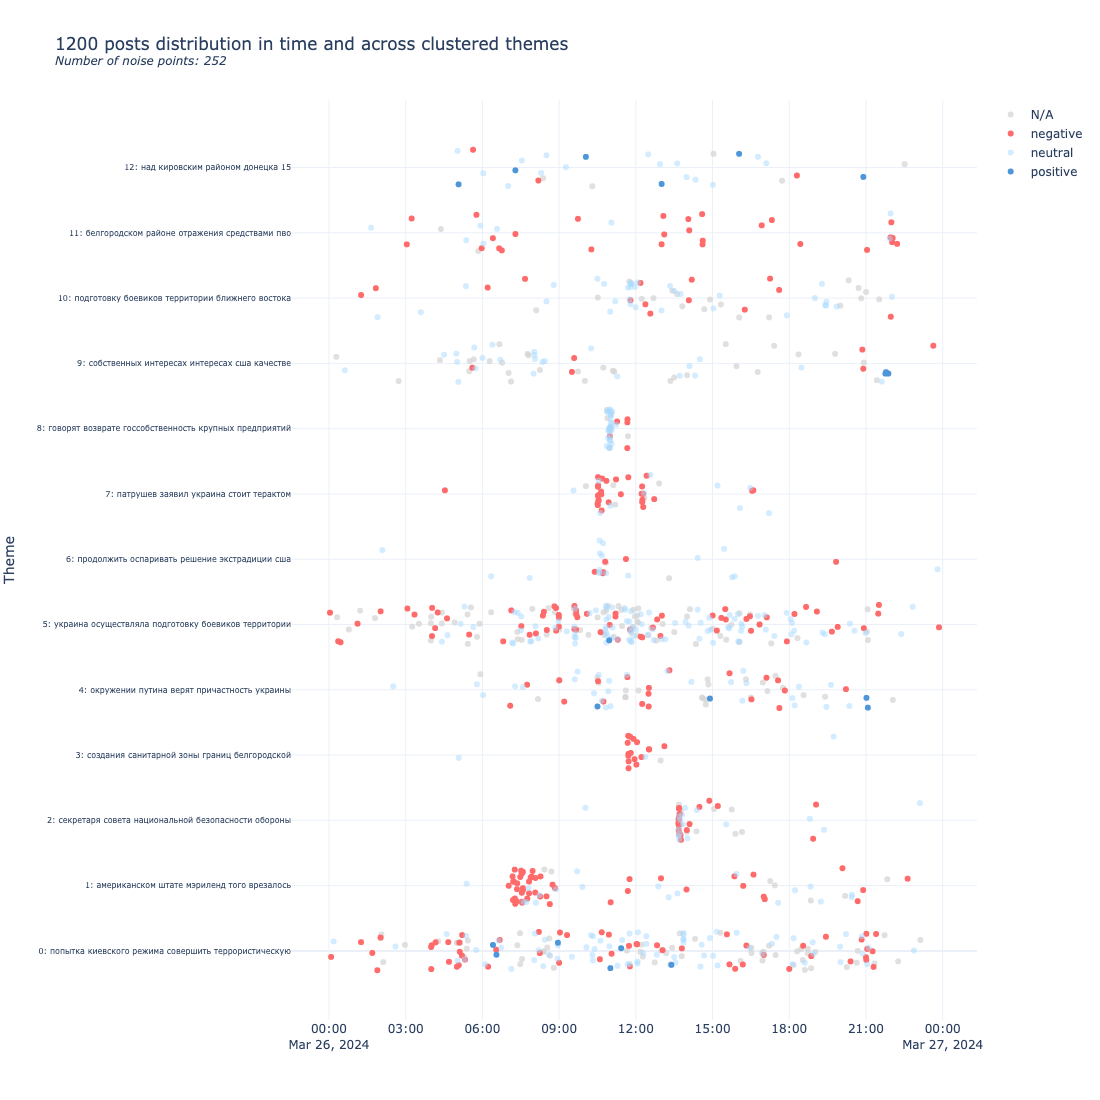 1200 posts distribution in time and across clustered themes
Number of noise points: 252
N/A
negative
neutral
positive
12: над кировским районом донецка 15
11: белгородском районе отражения средствами пво
10: подготовку боевиков территории ближнего востока
9: собственных интересах интересах сша качестве
8: говорят возврате госсобственность крупных предприятий
7: патрушев заявил украина стоит терактом
6: продолжить оспаривать решение экстрадиции сша
5: украина осуществляла подготовку боевиков территории
4: окружении путина верят причастность украины
3: создания санитарной зоны границ белгородской
2: секретаря совета национальной безопасности обороны
1: американском штате мэриленд того врезалось
0: попытка киевского режима совершить террористическую
Theme
00:00 03:00 06:00 09:00 12:00 15:00 18:00 21:00 00:00
Mar 26, 2024 Mar 27, 2024